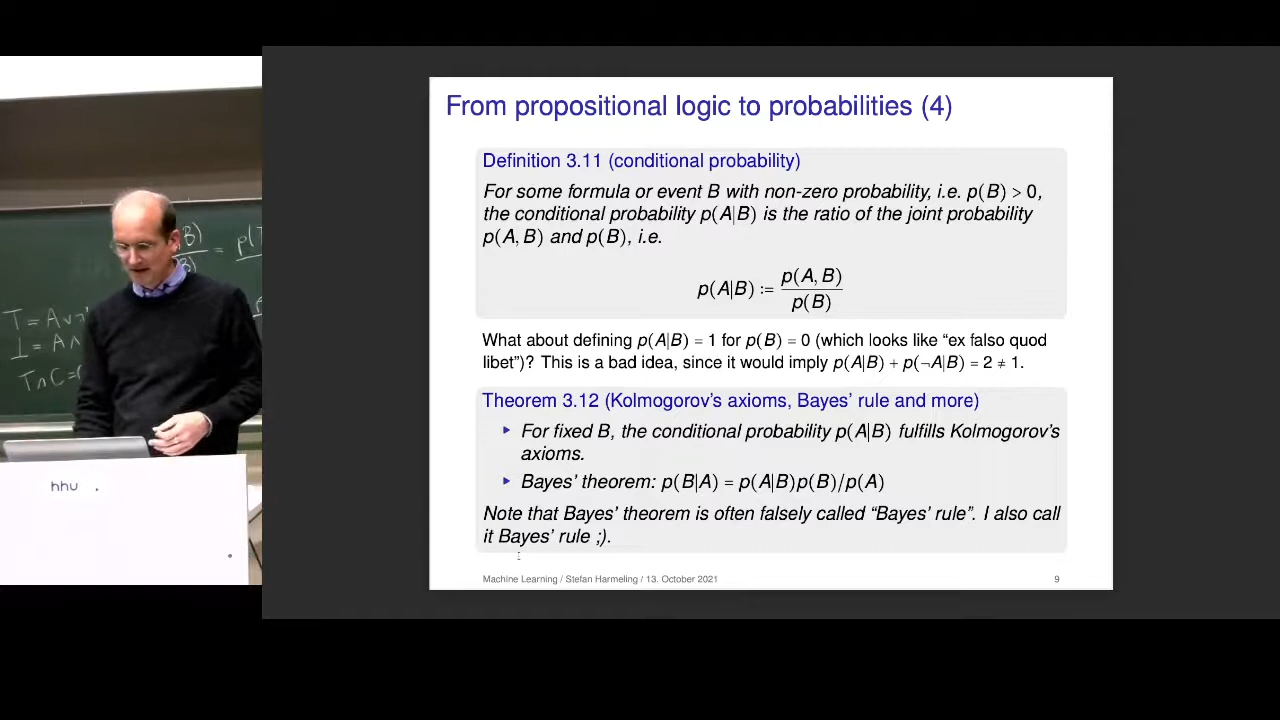 From propositional logic to probabilities (4)
Definition 3.11 (conditional probability)
For some formula or event B with non-zero probability, i.e. p(B) > 0,
the conditional probability p(A|B) is the ratio of the joint probability
p(A, B) and p(B), i.e.
p(A|B) := p(A, B) / p(B)
What about defining p(A|B) = 1 for p(B) = 0 (which looks like “ex falso quod
libet”)? This is a bad idea, since it would imply p(A|B) + p(¬A|B) = 2 ≠ 1.
Theorem 3.12 (Kolmogorov’s axioms, Bayes’ rule and more)
‣ For fixed B, the conditional probability p(A|B) fulfills Kolmogorov’s
axioms.
‣ Bayes’ theorem: p(B|A) = p(A|B)p(B)/p(A)
Note that Bayes’ theorem is often falsely called “Bayes’ rule”. I also call
it Bayes’ rule ;).
Machine Learning / Stefan Harmeling / 13. October 2021
9
B)
B)
= p(
T = A ∨ ¬
⊥ = A ∧
T ∩ C =
hhu .